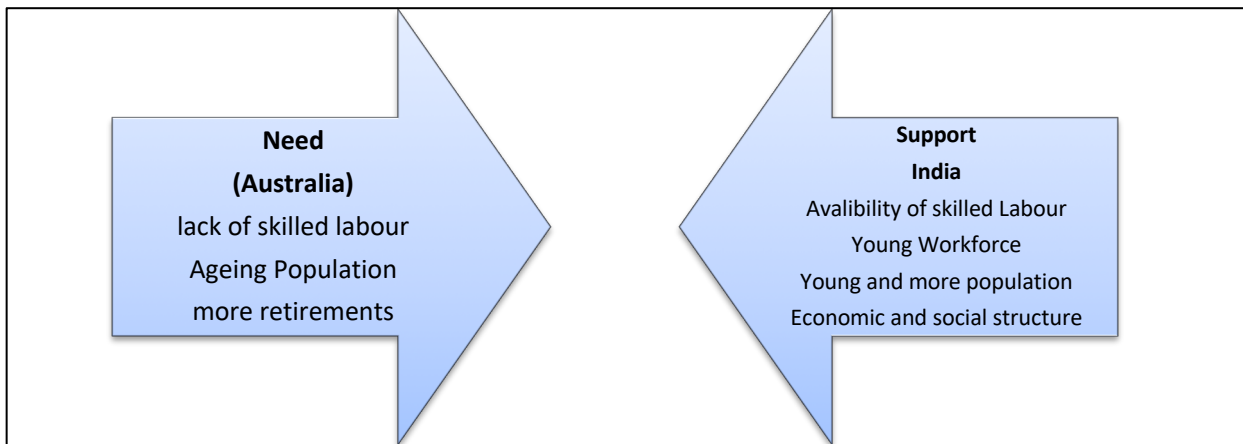 Need
(Australia)
lack of skilled labour
Ageing Population
more retirements
Support
India
Avalibility of skilled Labour
Young Workforce
Young and more population
Economic and social structure